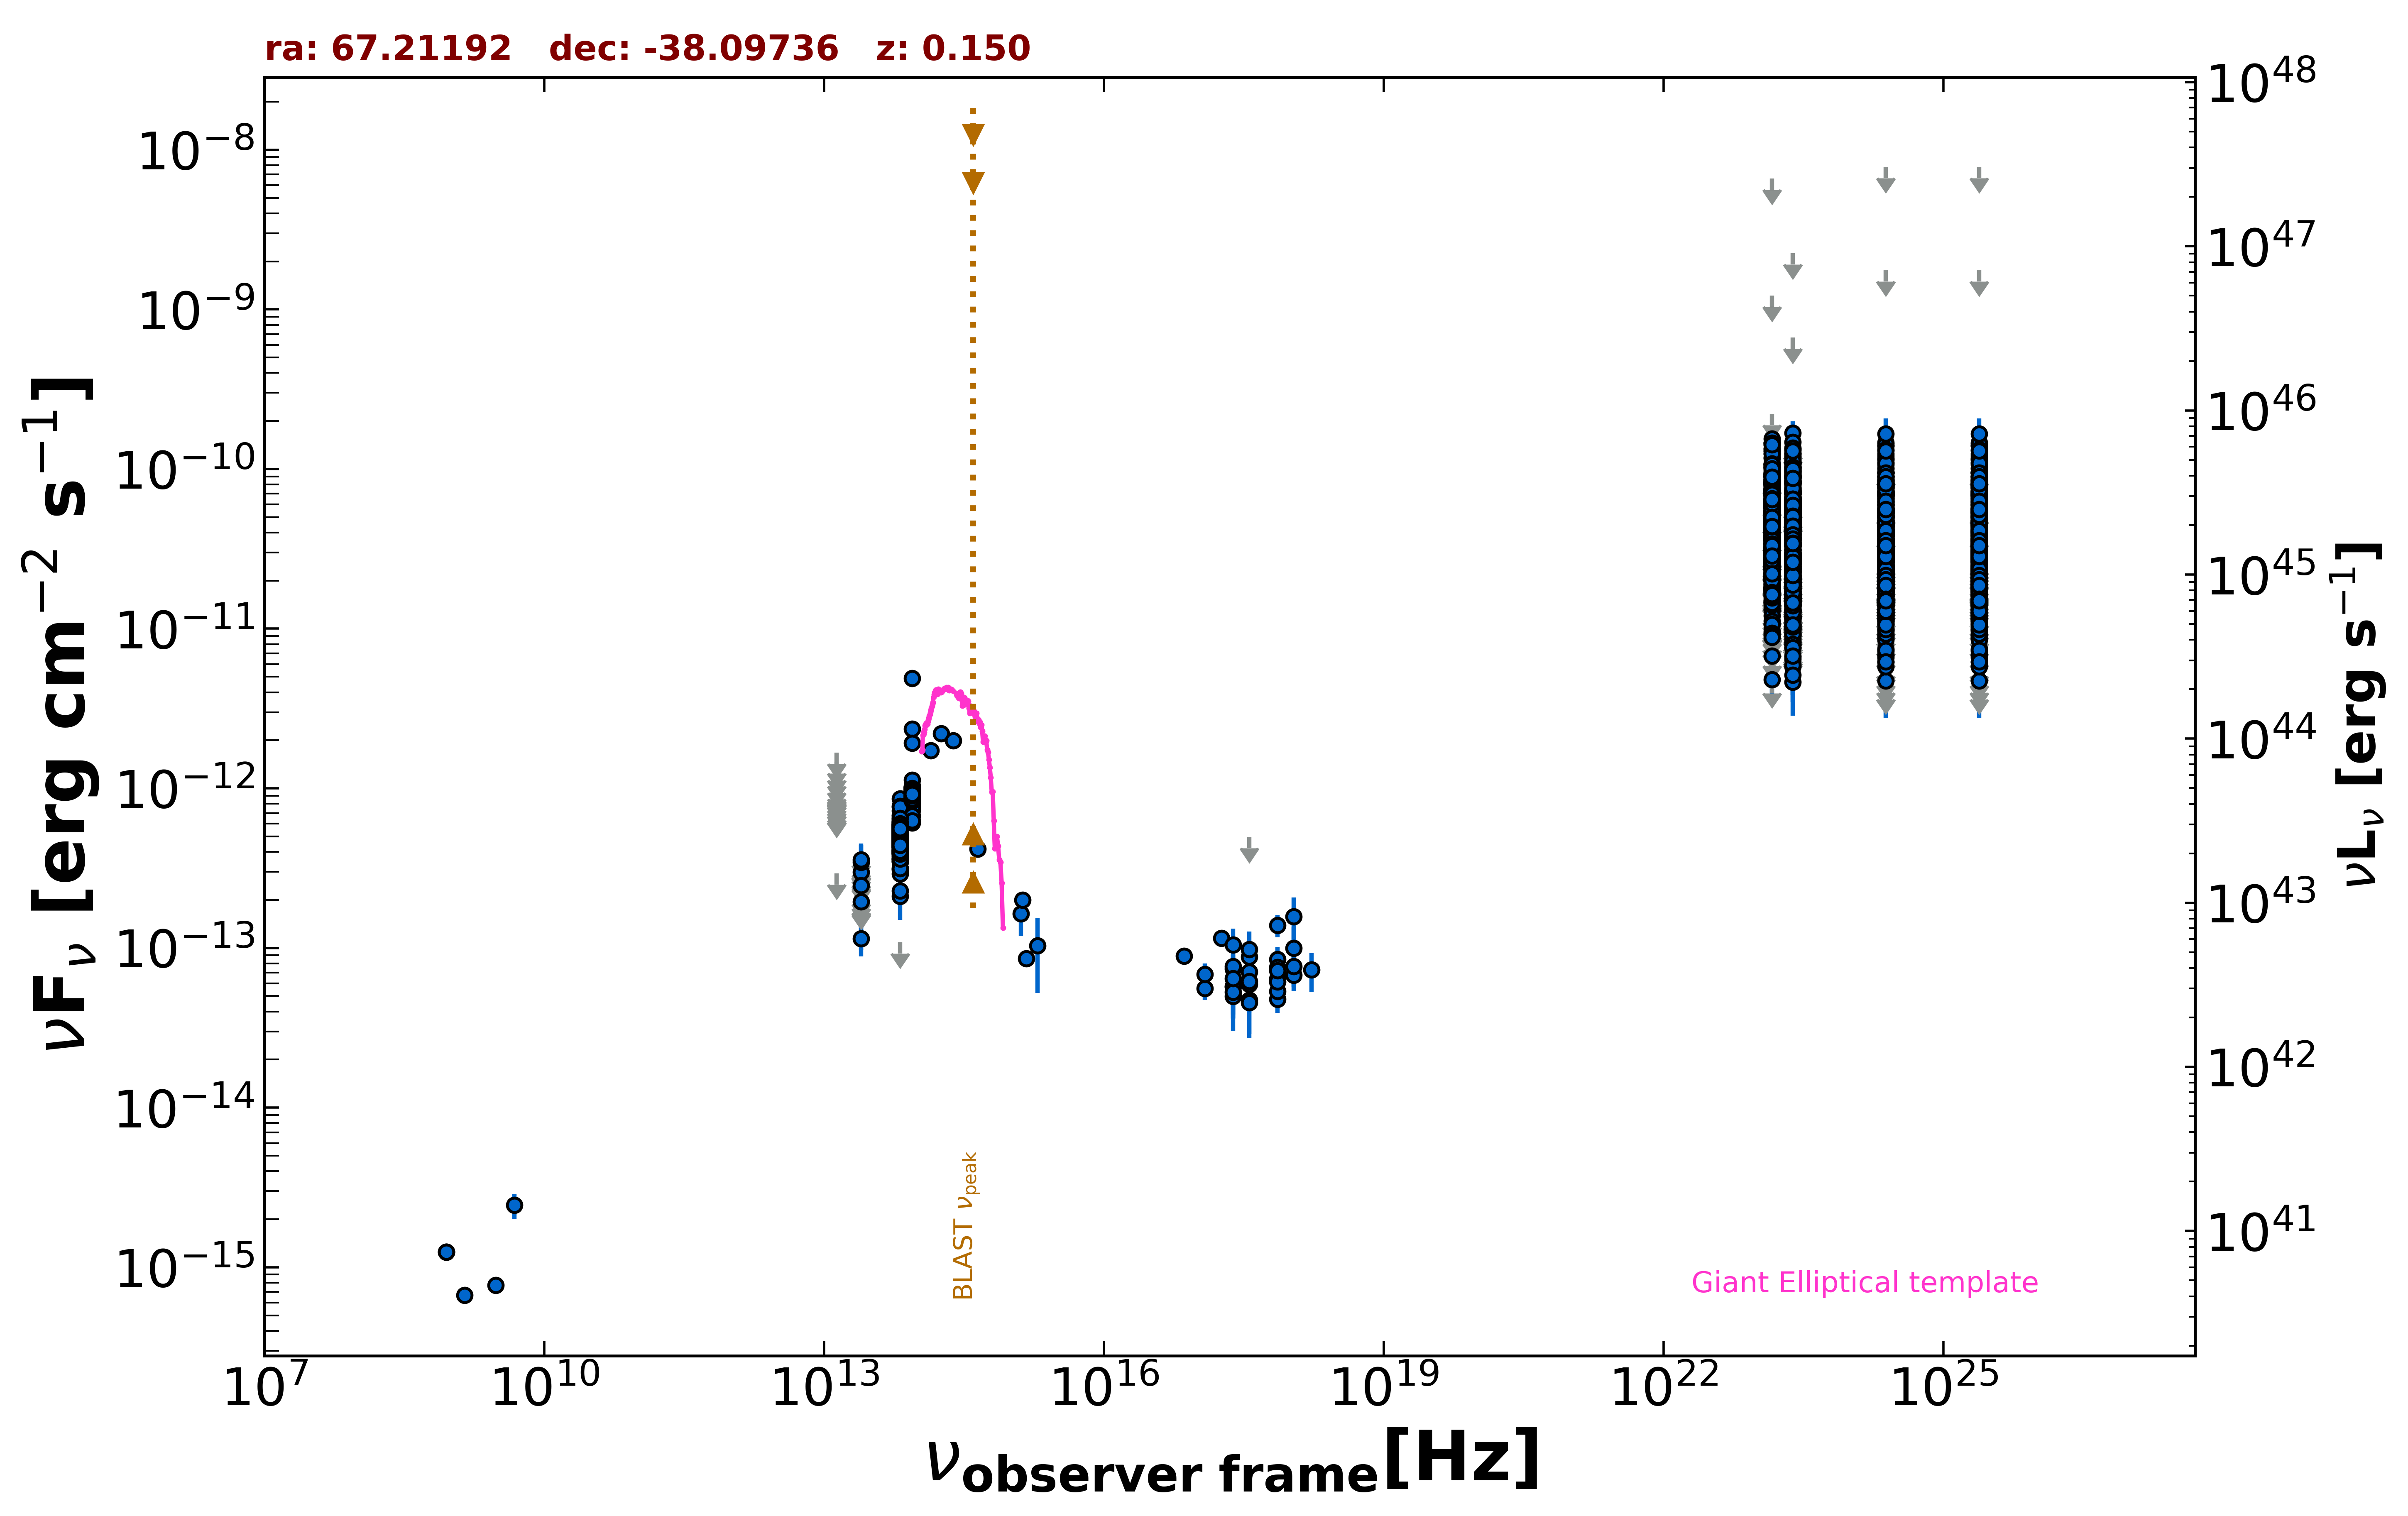 ra: 67.21192 dec: -38.09736 z: 0.150
νF_ν [erg cm^−2 s^−1]
10^−8
10^−9
10^−10
10^−11
10^−12
10^−13
10^−14
10^−15
BLAST ν_peak
Giant Elliptical template
10^48
10^47
10^46
10^45
10^44
10^43
10^42
10^41
νL_ν [erg s^−1]
10^7 10^10 10^13 10^16 10^19 10^22 10^25
ν_observer frame [Hz]